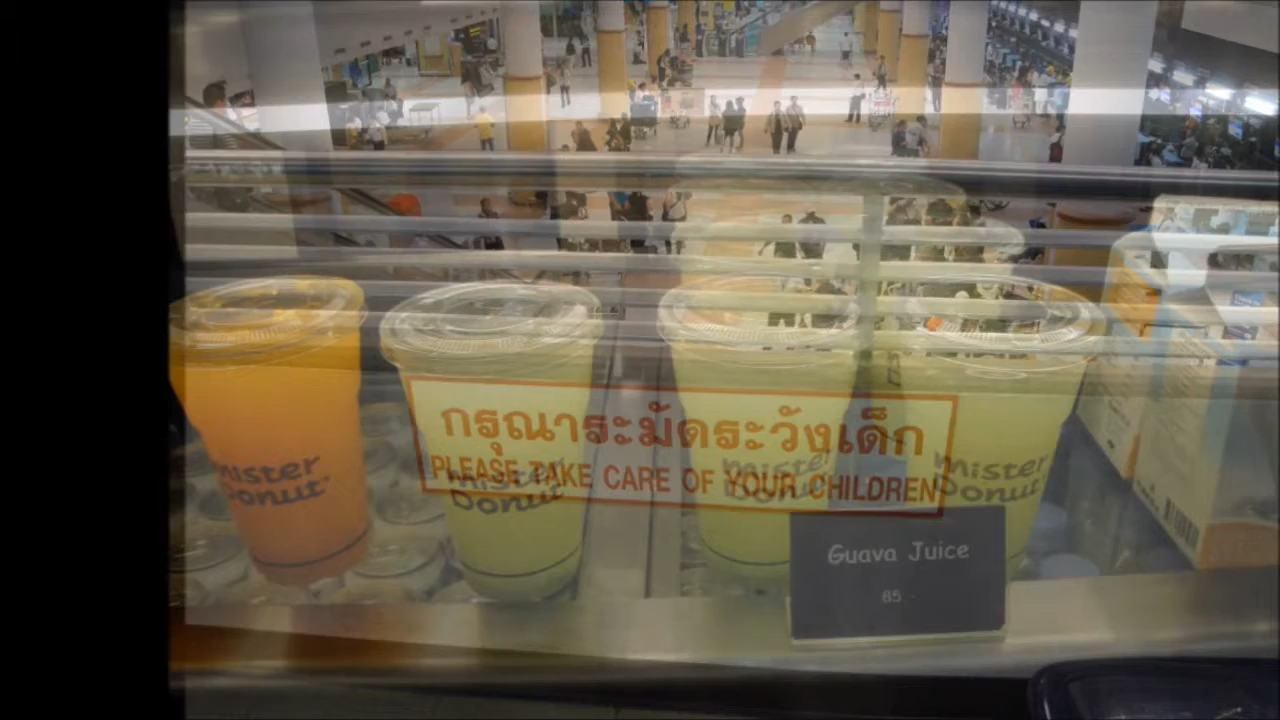 กรุณาระมัดระวังเด็ก
PLEASE TAKE CARE OF YOUR CHILDREN
mister
Donut
mister
Donut
mister
Donut
mister
Donut
Guava Juice
85.-